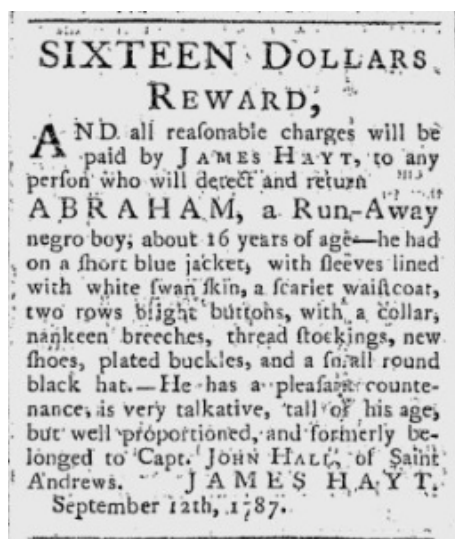 SIXTEEN DOLLARS
REWARD,
AND all reaſonable charges will be
paid by JAMES HAYT, to any
perſon who will detect and return
ABRAHAM, a Run-Away
negro boy, about 16 years of age—he had
on a ſhort blue jacket, with ſleeves lined
with white ſwan ſkin, a ſcarlet waiſtcoat,
two rows bright buttons, with a collar,
nankeen breeches, thread ſtockings, new
ſhoes, plated buckles, and a ſmall round
black hat.—He has a pleaſant counte-
nance, is very talkative, tall of his age,
but well proportioned, and formerly be-
longed to Capt. JOHN HALL, of Saint
Andrews. JAMES HAYT.
September 12th, 1787.